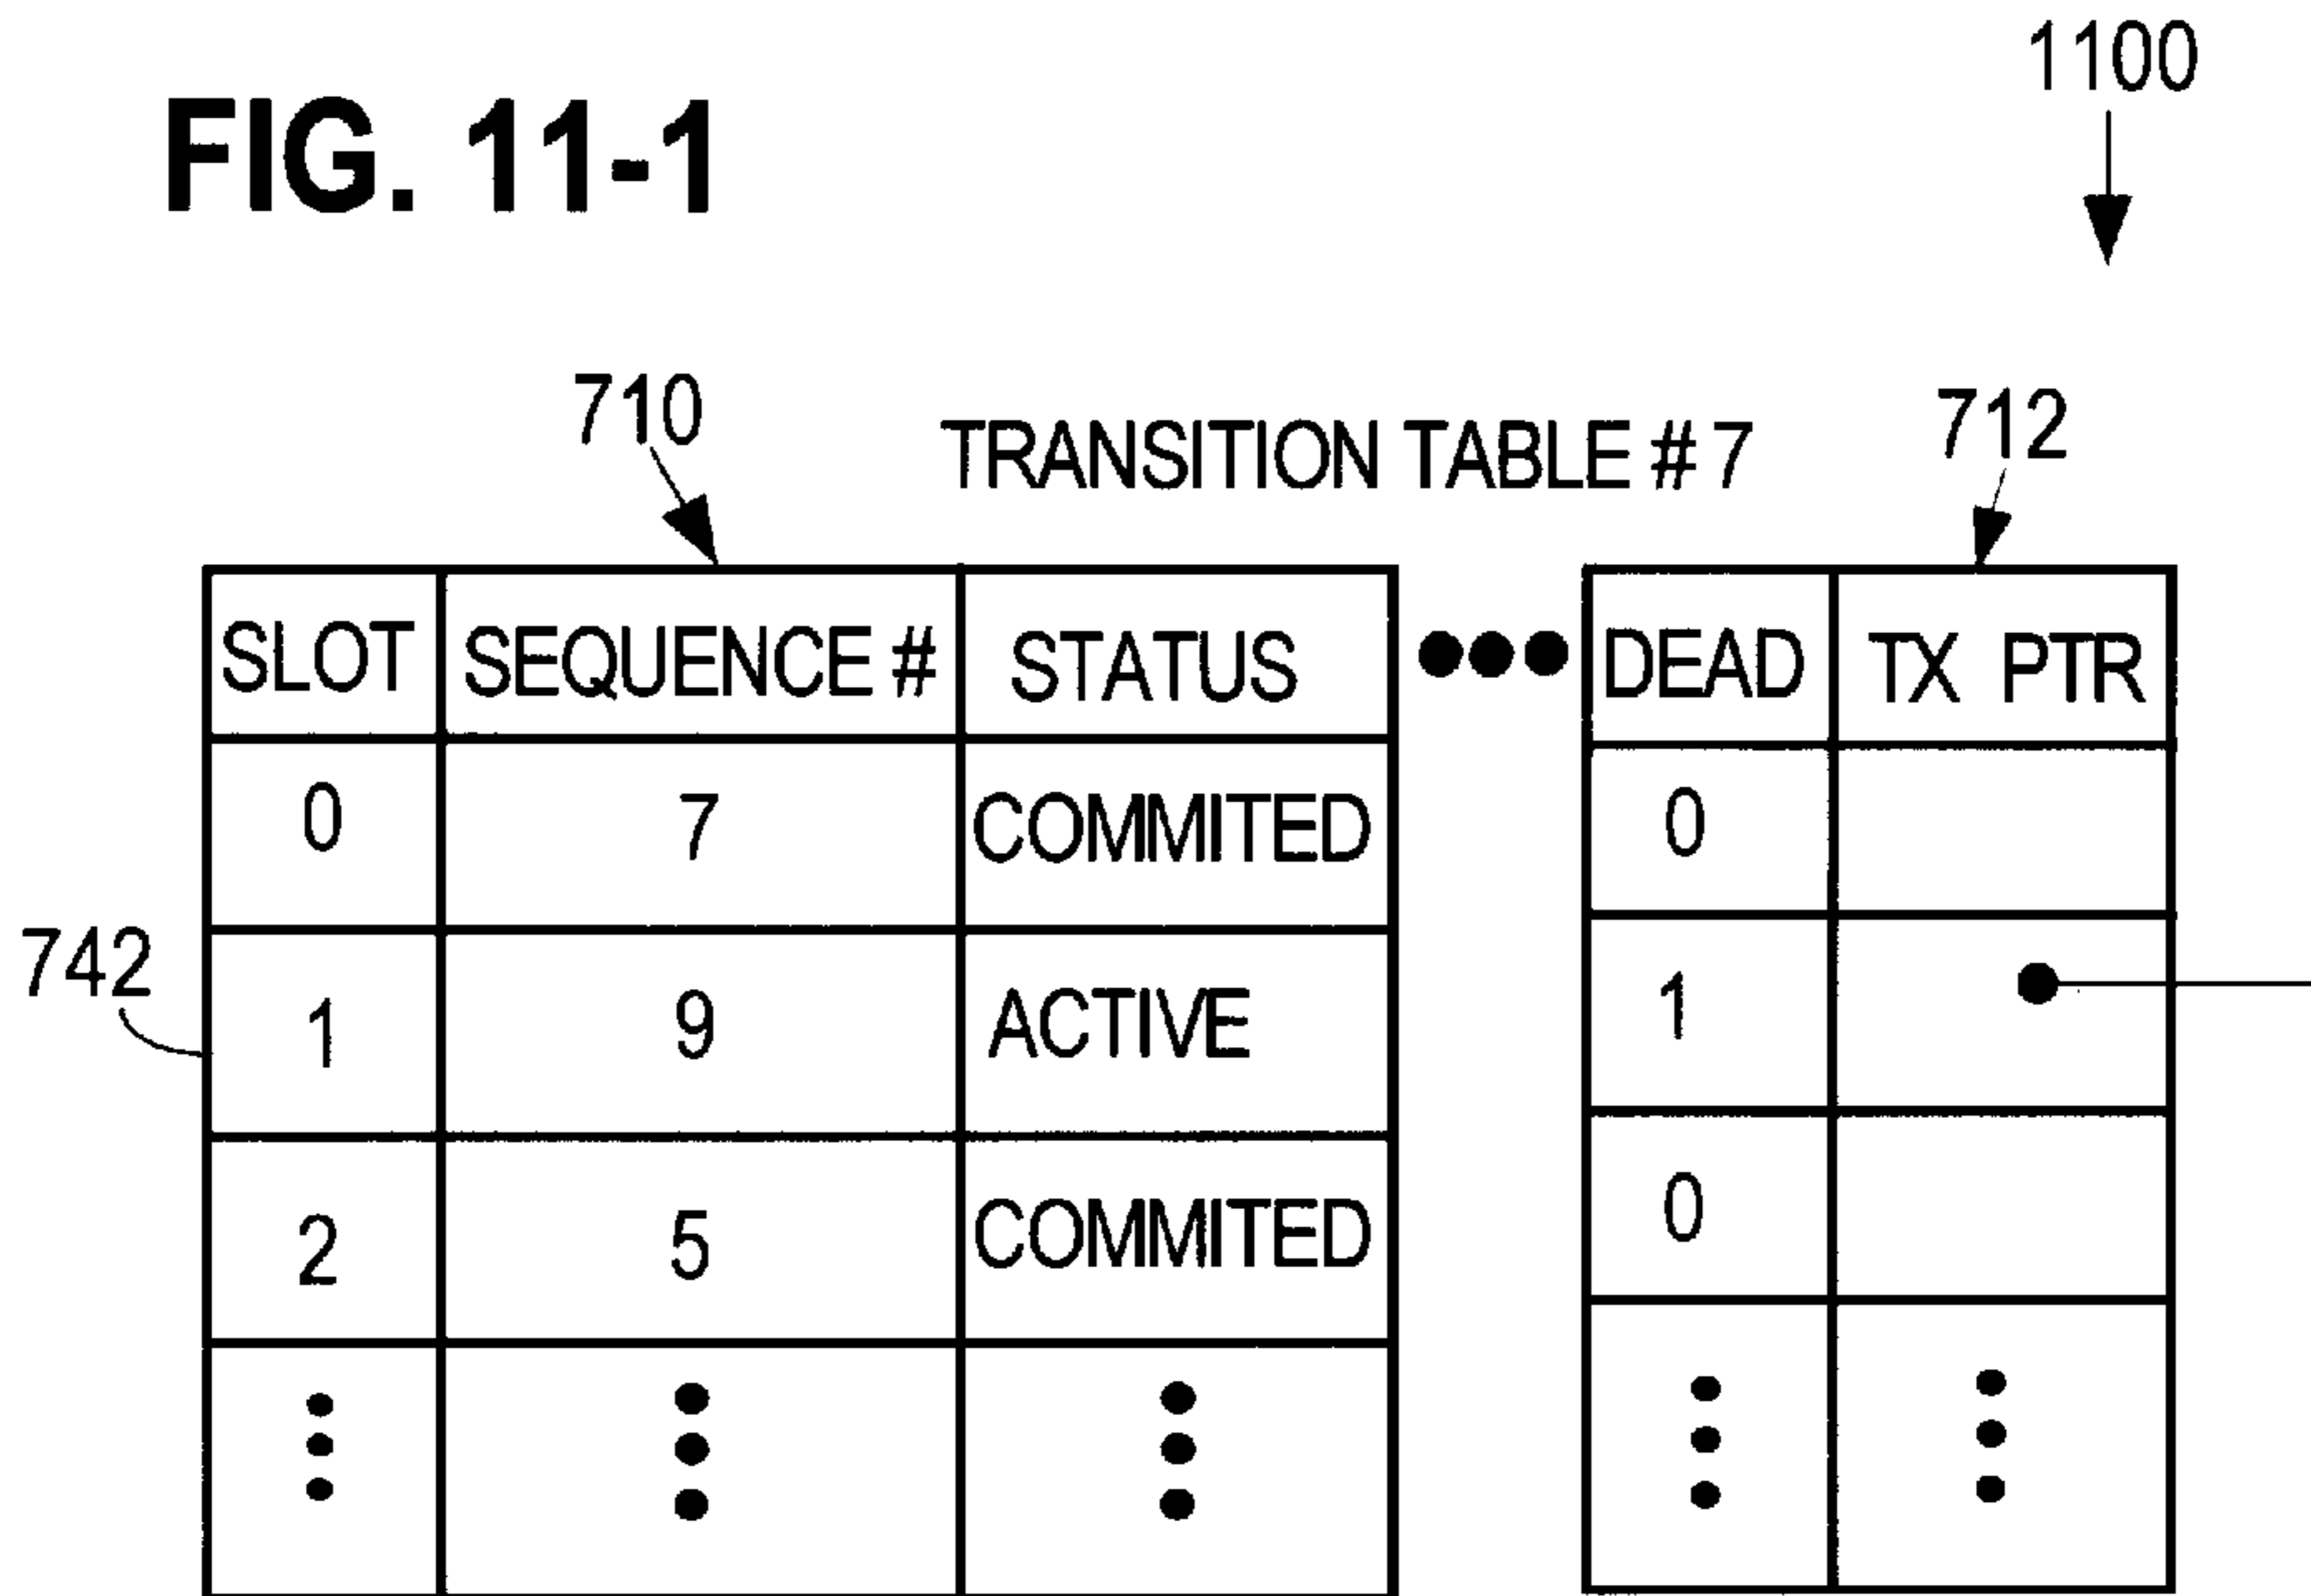 1100
FIG. 11-1
710 TRANSITION TABLE # 7 712
SLOT SEQUENCE # STATUS ●●● DEAD TX PTR
0 7 COMMITED 0
742
1 9 ACTIVE 1
2 5 COMMITED 0